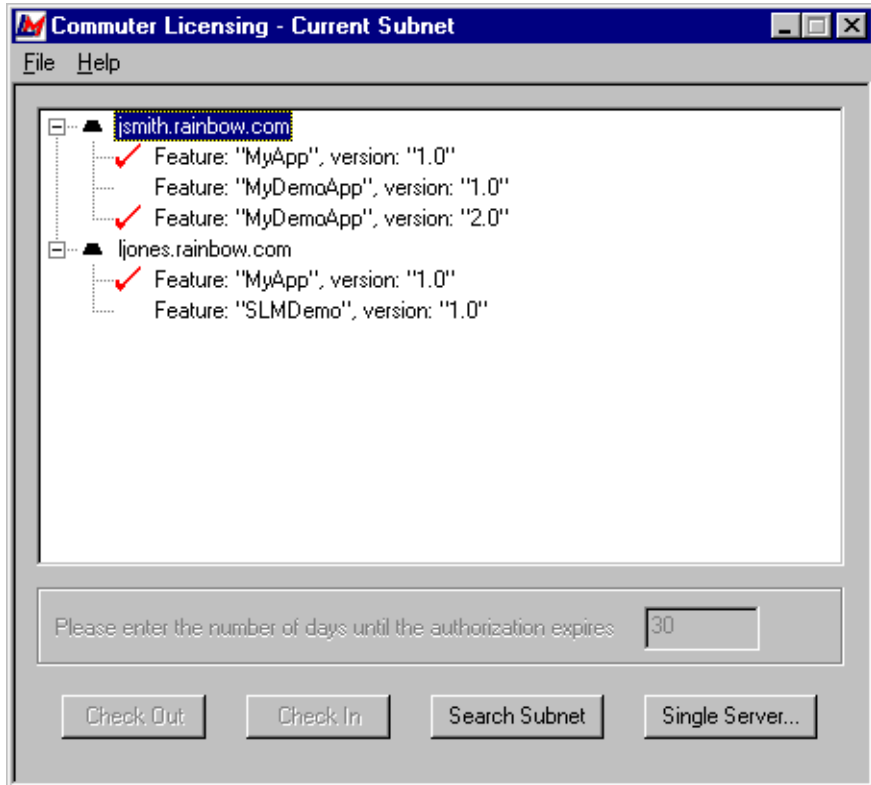 Commuter Licensing - Current Subnet
File Help
jsmith.rainbow.com
Feature: "MyApp", version: "1.0"
Feature: "MyDemoApp", version: "1.0"
Feature: "MyDemoApp", version: "2.0"
ljones.rainbow.com
Feature: "MyApp", version: "1.0"
Feature: "SLMDemo", version: "1.0"
Please enter the number of days until the authorization expires 30
Check Out Check In Search Subnet Single Server...